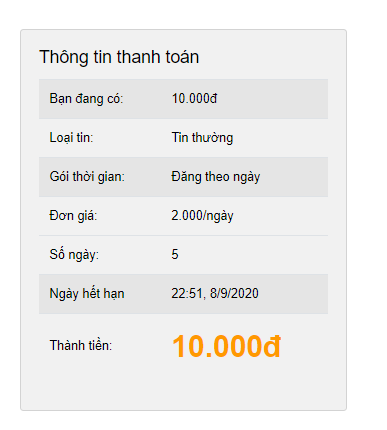 Thông tin thanh toán
Bạn đang có: 10.000đ
Loại tin: Tin thường
Gói thời gian: Đăng theo ngày
Đơn giá: 2.000/ngày
Số ngày: 5
Ngày hết hạn 22:51, 8/9/2020
Thành tiền: 10.000đ